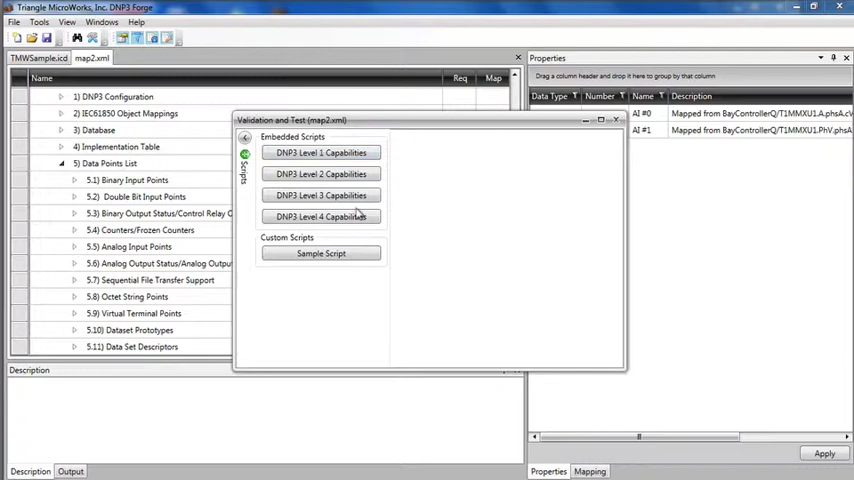 Triangle MicroWorks, Inc. DNP3 Forge
File Tools View Windows Help
TMWSample.icd map2.xml
Name Req Map
1) DNP3 Configuration
2) IEC61850 Object Mappings
3) Database
4) Implementation Table
5) Data Points List
5.1) Binary Input Points
5.2) Double Bit Input Points
5.3) Binary Output Status/Control Relay O
5.4) Counters/Frozen Counters
5.5) Analog Input Points
5.6) Analog Output Status/Analog Outpu
5.7) Sequential File Transfer Support
5.8) Octet String Points
5.9) Virtual Terminal Points
5.10) Dataset Prototypes
5.11) Data Set Descriptors
Description
Description Output
Validation and Test (map2.xml)
Scripts
Embedded Scripts
DNP3 Level 1 Capabilities
DNP3 Level 2 Capabilities
DNP3 Level 3 Capabilities
DNP3 Level 4 Capabilities
Custom Scripts
Sample Script
Properties
Drag a column header and drop it here to group by that column
Data Type Number Name Description
AI #0 Mapped from BayControllerQ/T1MMXU1.A.phsA.cV
AI #1 Mapped from BayControllerQ/T1MMXU1.PhV.phsA
Apply
Properties Mapping